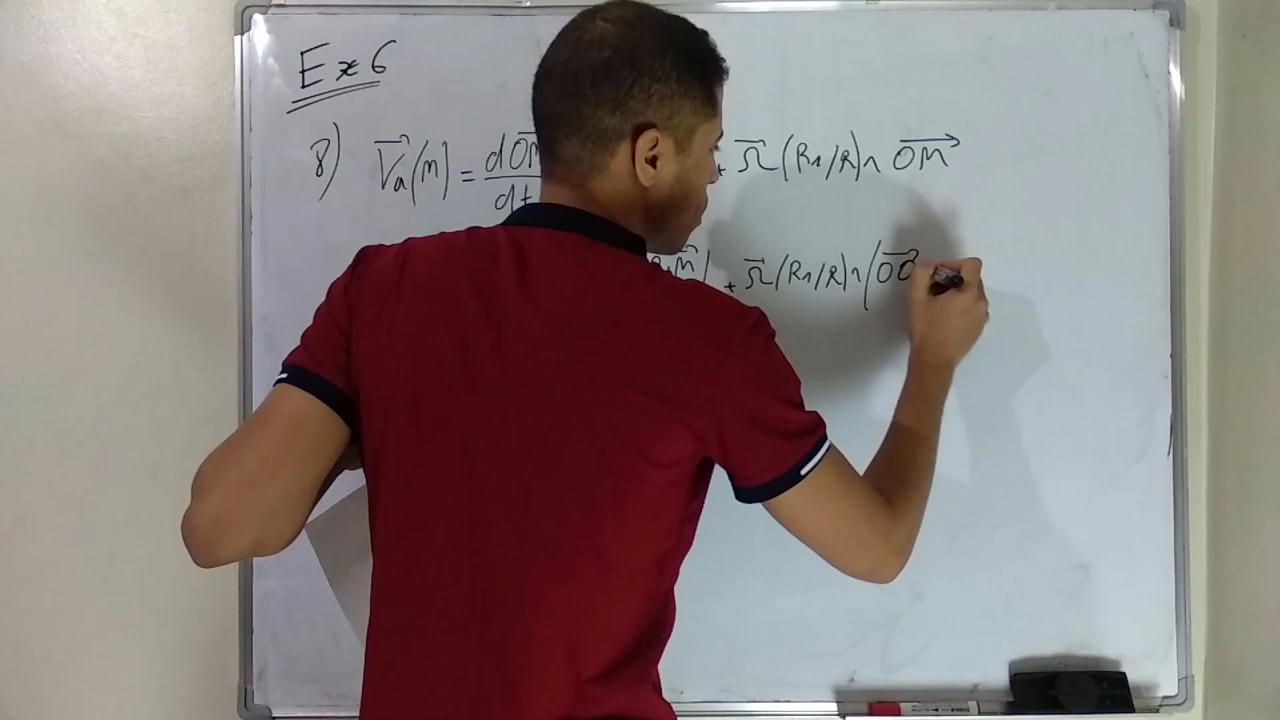 Ex 6
8) V⃗a(M) = dOM/dt + Ω⃗(R1/R)∧ OM⃗
M⃗) + Ω⃗(R1/R)∧(OO⃗